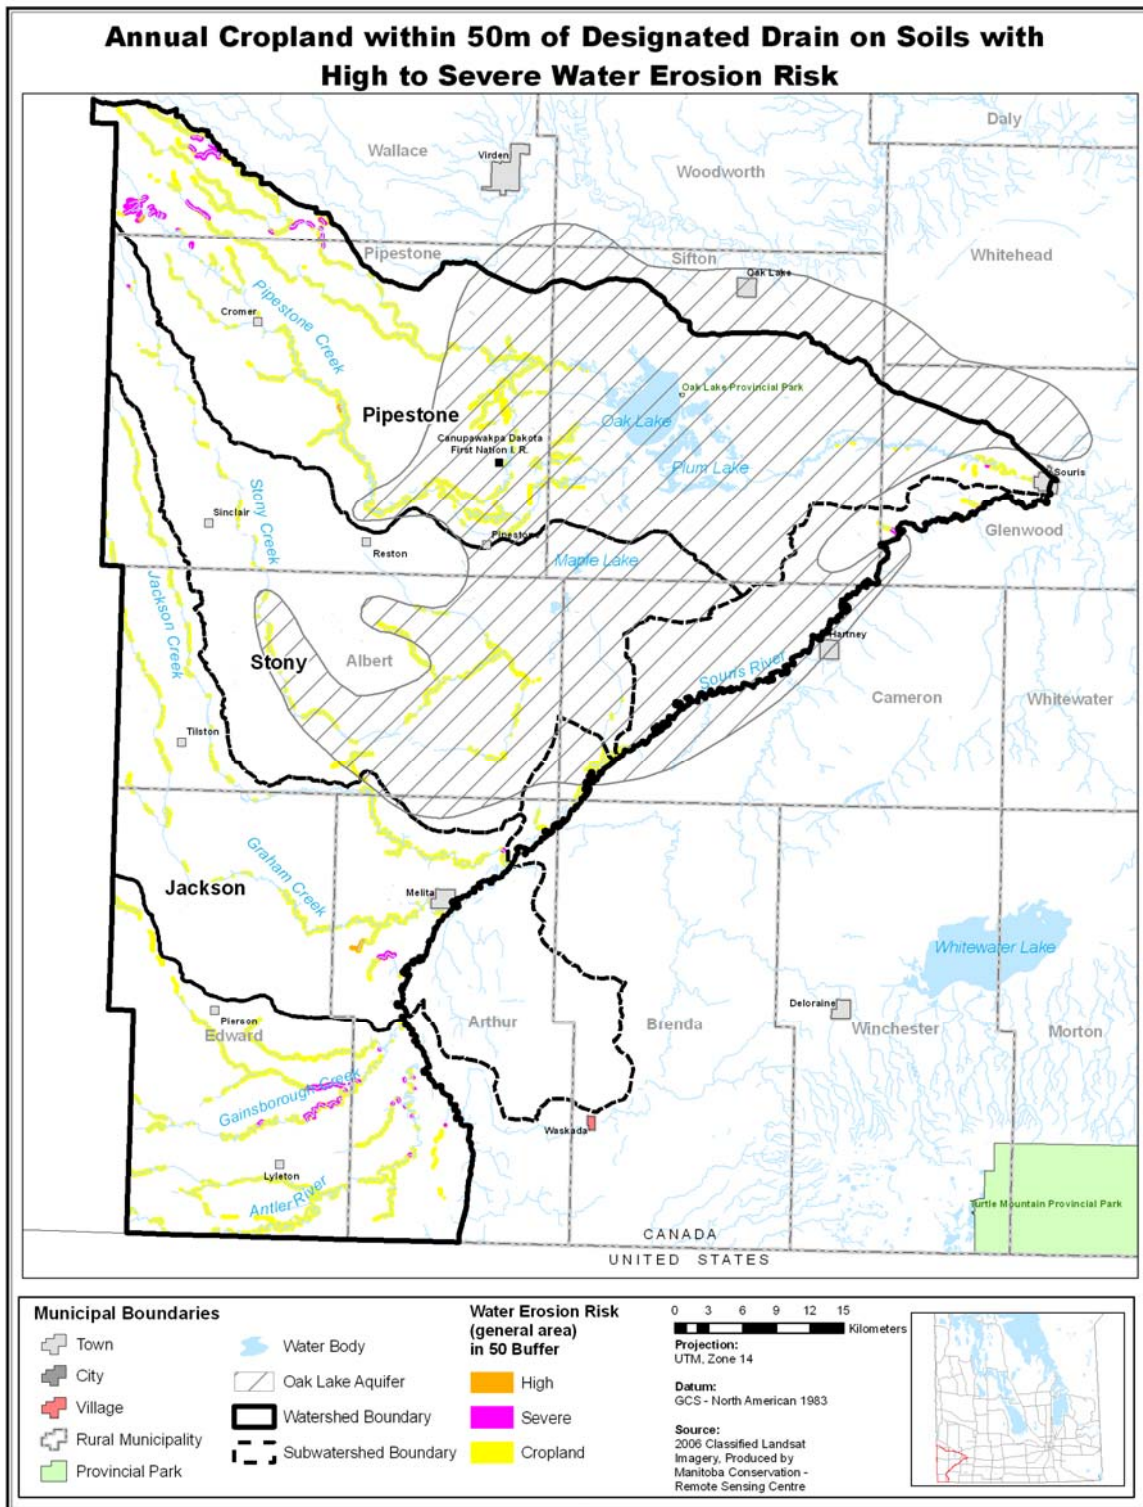 Annual Cropland within 50m of Designated Drain on Soils with
High to Severe Water Erosion Risk
Daly
Wallace
Virden
Woodworth
Whitehead
Pipestone
Sifton
Oak Lake
Cromer
Pipestone Creek
Oak Lake Provincial Park
Pipestone
Oak Lake
Canupawakpa Dakota
First Nation I. R.
Plum Lake
Souris
Stony Creek
Sinclair
Glenwood
Reston
Pipestone
Maple Lake
Jackson Creek
Hartney
Stony
Albert
Souris River
Cameron
Whitewater
Tilston
Graham Creek
Jackson
Melita
Whitewater Lake
Deloraine
Pierson
Edward
Arthur
Brenda
Winchester
Morton
Gainsborough Creek
Waskada
Lyleton
Antler River
Turtle Mountain Provincial Park
CANADA
UNITED STATES
Municipal Boundaries
Town
City
Village
Rural Municipality
Provincial Park
Water Body
Oak Lake Aquifer
Watershed Boundary
Subwatershed Boundary
Water Erosion Risk
(general area)
in 50 Buffer
High
Severe
Cropland
0 3 6 9 12 15
Kilometers
Projection:
UTM, Zone 14
Datum:
GCS - North American 1983
Source:
2006 Classified Landsat
Imagery, Produced by
Manitoba Conservation -
Remote Sensing Centre